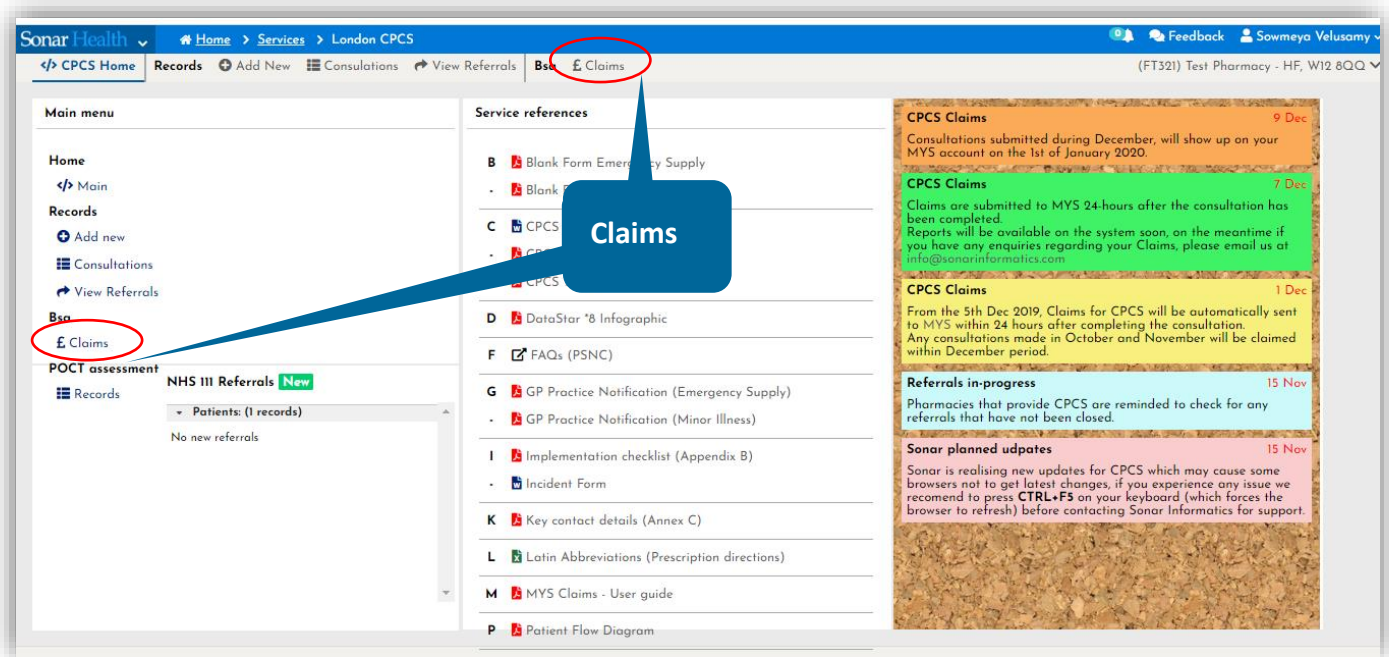 Sonar Health
Home > Services > London CPCS
0
Feedback
Sowmeya Velusamy
</> CPCS Home
Records
Add New
Consulations
View Referrals
Bsa
£ Claims
(FT321) Test Pharmacy - HF, W12 8QQ
Main menu
Home
</> Main
Records
Add new
Consultations
View Referrals
Bsa
£ Claims
POCT assessment
Records
NHS 111 Referrals New
Patients: (1 records)
No new referrals
Service references
B Blank Form Emergency Supply
- Blank
C CPCS
-
CPCS
D DataStar *8 Infographic
F FAQs (PSNC)
G GP Practice Notification (Emergency Supply)
- GP Practice Notification (Minor Illness)
I Implementation checklist (Appendix B)
- Incident Form
K Key contact details (Annex C)
L Latin Abbreviations (Prescription directions)
M MYS Claims - User guide
P Patient Flow Diagram
Claims
CPCS Claims 9 Dec
Consultations submitted during December, will show up on your
MYS account on the 1st of January 2020.
CPCS Claims 7 Dec
Claims are submitted to MYS 24-hours after the consultation has
been completed.
Reports will be available on the system soon, on the meantime if
you have any enquiries regarding your Claims, please email us at
info@sonarinformatics.com
CPCS Claims 1 Dec
From the 5th Dec 2019, Claims for CPCS will be automatically sent
to MYS within 24 hours after completing the consultation.
Any consultations made in October and November will be claimed
within December period.
Referrals in-progress 15 Nov
Pharmacies that provide CPCS are reminded to check for any
referrals that have not been closed.
Sonar planned udpates 15 Nov
Sonar is realising new updates for CPCS which may cause some
browsers not to get latest changes, if you experience any issue we
recomend to press CTRL+F5 on your keyboard (which forces the
browser to refresh) before contacting Sonar Informatics for support.